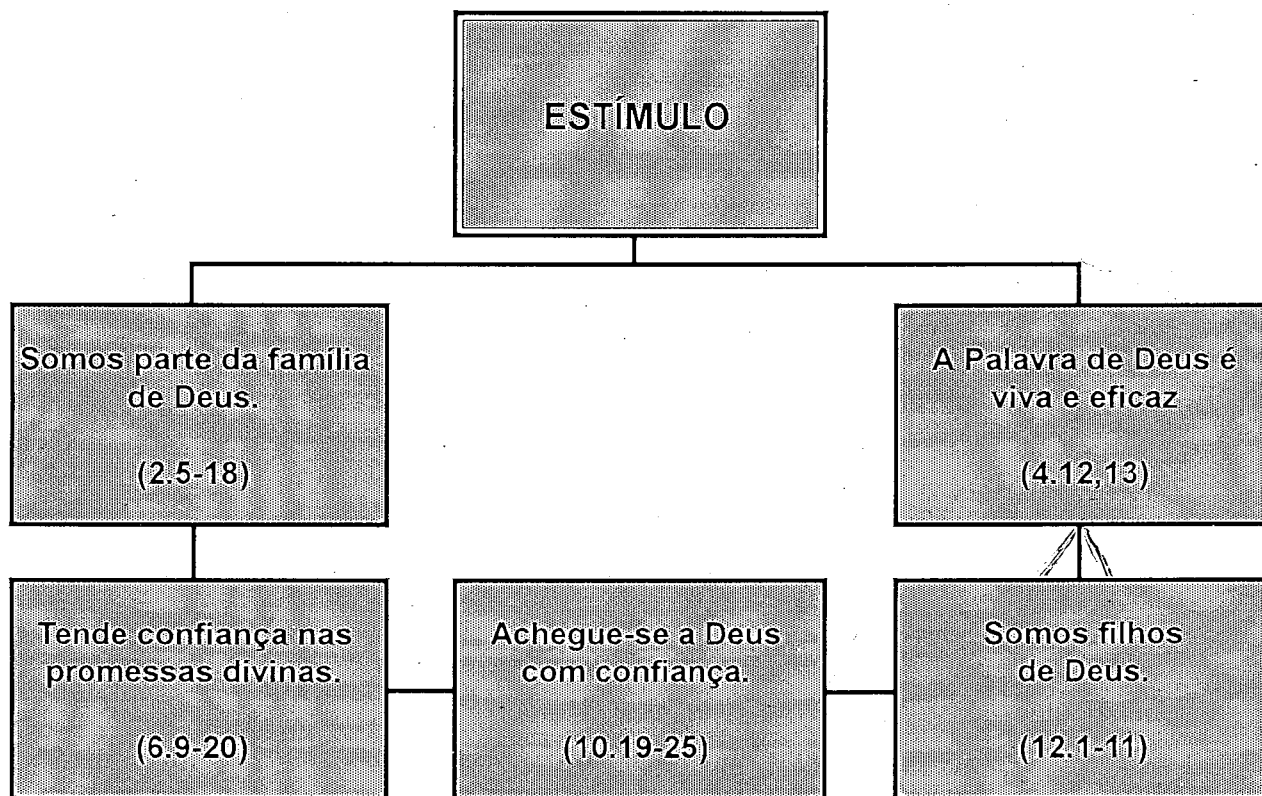 ESTÍMULO
Somos parte da família
de Deus.
(2.5-18)
A Palavra de Deus é
viva e eficaz
(4.12,13)
Tende confiança nas
promessas divinas.
(6.9-20)
Achegue-se a Deus
com confiança.
(10.19-25)
Somos filhos
de Deus.
(12.1-11)